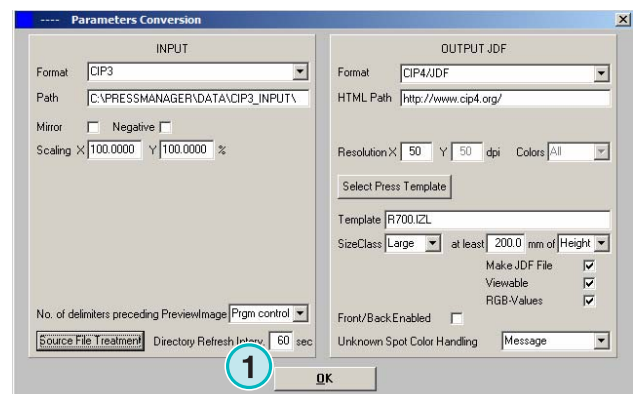 ---- Parameters Conversion
INPUT
Format CIP3
Path C:\PRESSMANAGER\DATA\CIP3_INPUT\
Mirror Negative
Scaling X 100.0000 Y 100.0000 %
No. of delimiters preceding PreviewImage Prgm control
Source File Treatment Directory Refresh Interv. 60 sec
OUTPUT JDF
Format CIP4/JDF
HTML Path http://www.cip4.org/
Resolution X 50 Y 50 dpi Colors All
Select Press Template
Template R700.IZL
SizeClass Large at least 200.0 mm of Height
Make JDF File
Viewable
RGB-Values
Front/Back Enabled
Unknown Spot Color Handling Message
1
OK